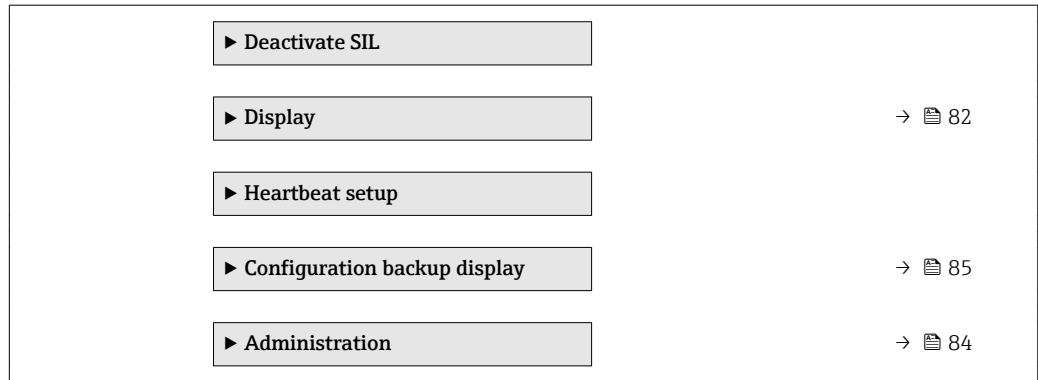 ▶ Deactivate SIL
▶ Display → 82
▶ Heartbeat setup
▶ Configuration backup display → 85
▶ Administration → 84